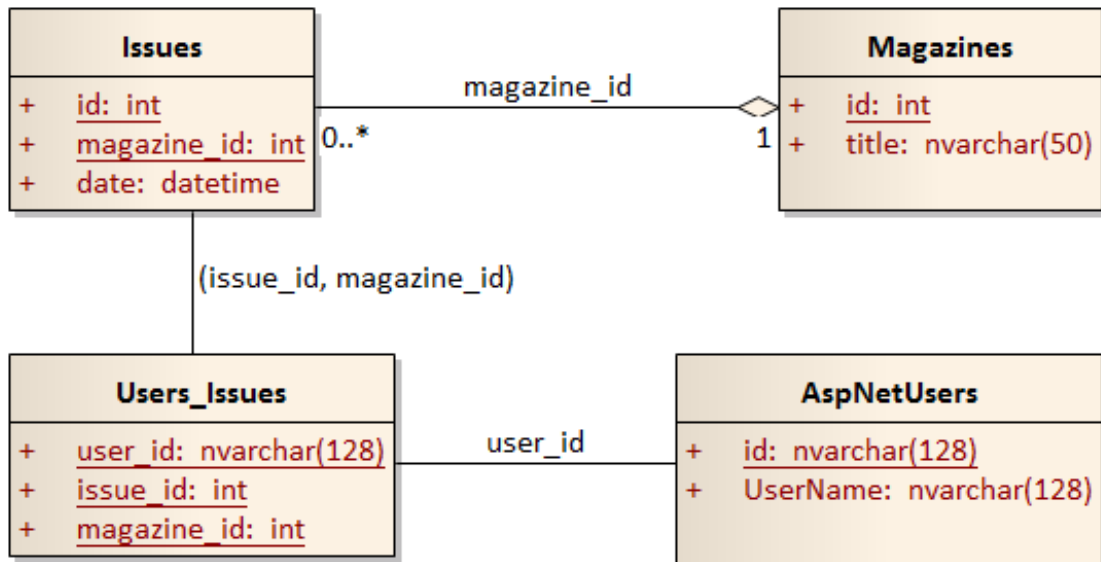 Issues
+ id: int
+ magazine_id: int
+ date: datetime
magazine_id
0..*
1
Magazines
+ id: int
+ title: nvarchar(50)
(issue_id, magazine_id)
Users_Issues
+ user_id: nvarchar(128)
+ issue_id: int
+ magazine_id: int
user_id
AspNetUsers
+ id: nvarchar(128)
+ UserName: nvarchar(128)